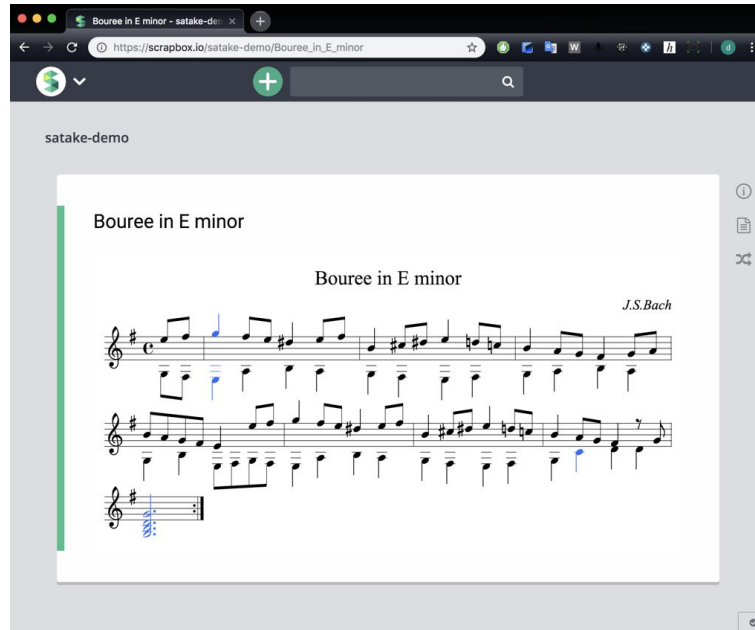 Bouree in E minor - satake-den
https://scrapbox.io/satake-demo/Bouree_in_E_minor
W
h
d
satake-demo
Bouree in E minor
Bouree in E minor
J.S.Bach